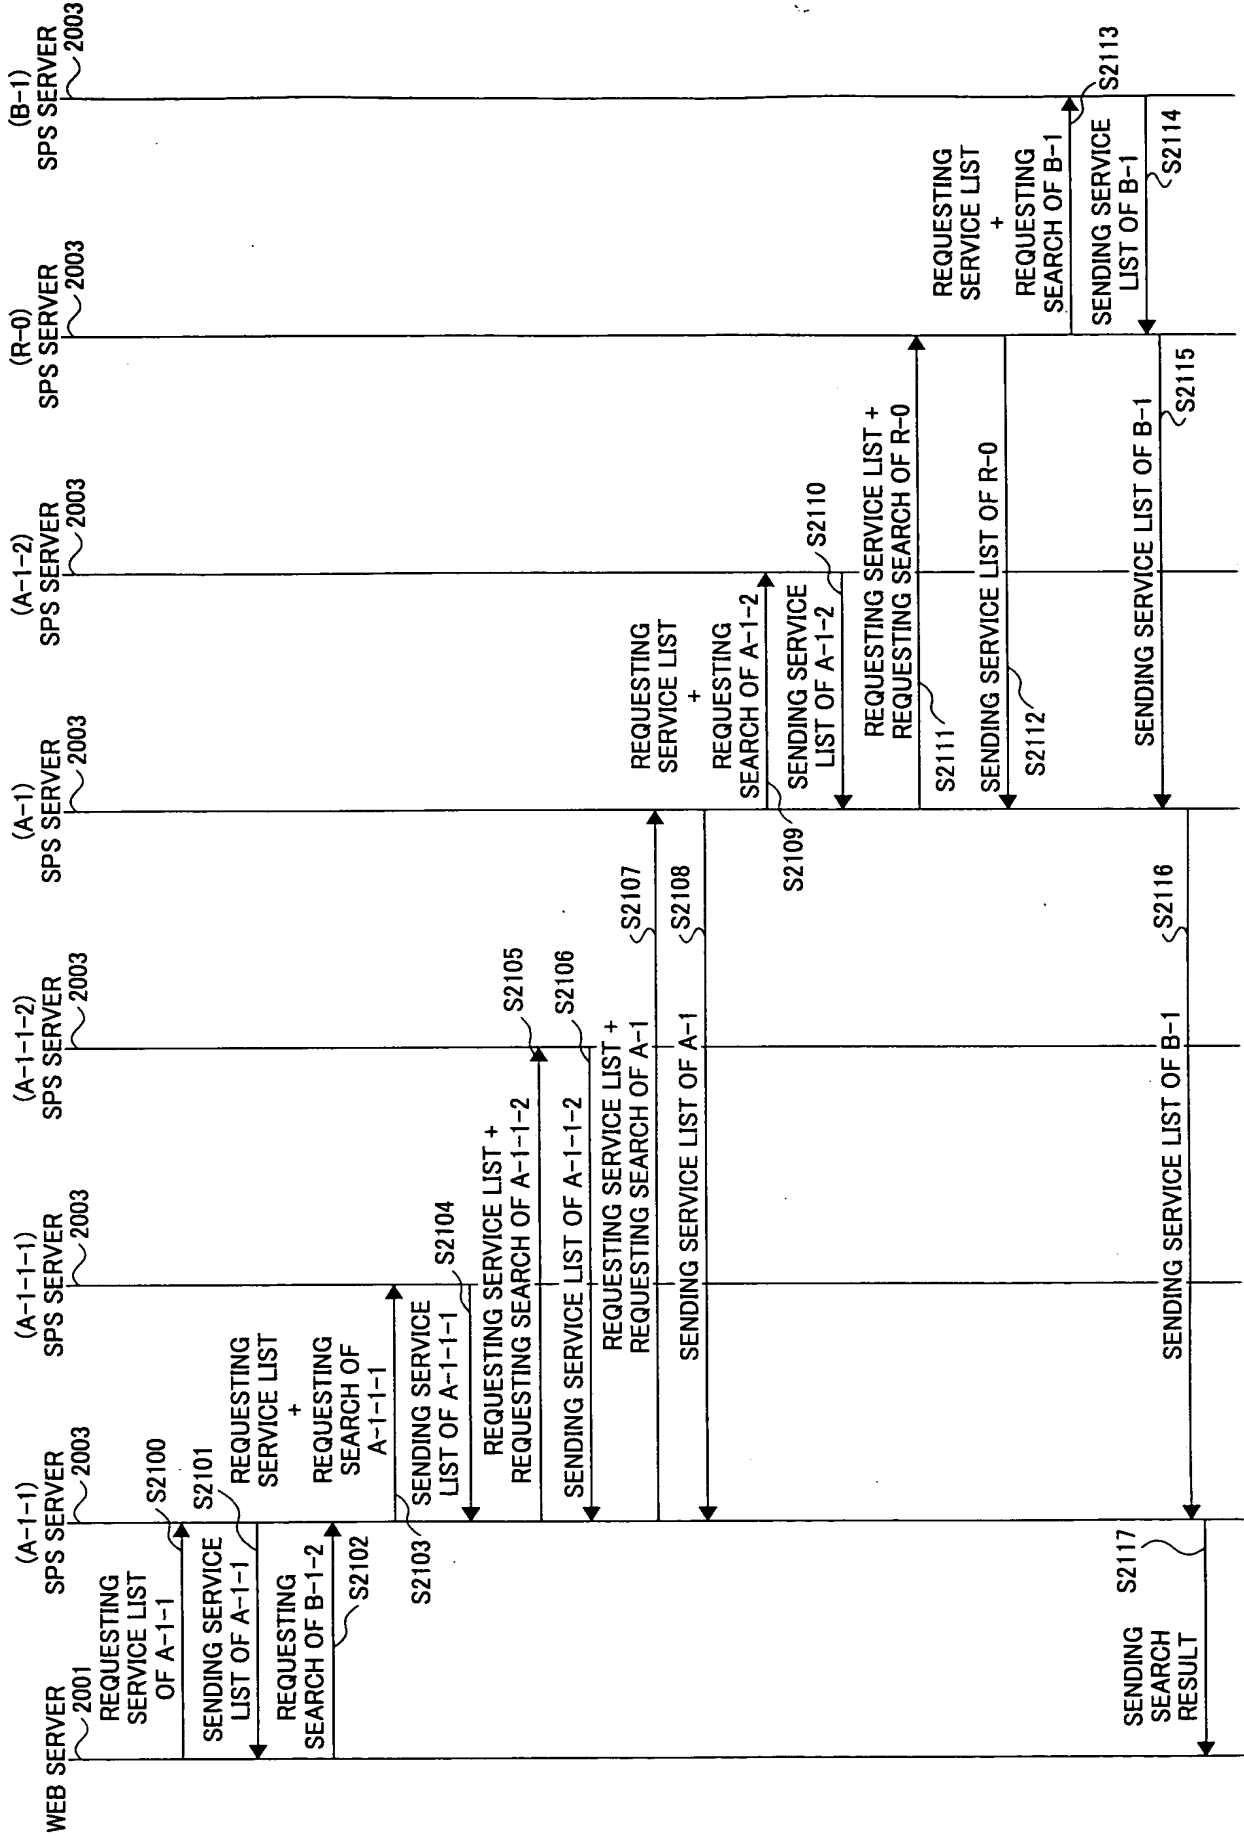 WEB SERVER
2001
(A-1-1)
SPS SERVER
2003
(A-1-1-1)
SPS SERVER
2003
(A-1-1-2)
SPS SERVER
2003
(A-1)
SPS SERVER
2003
(A-1-2)
SPS SERVER
2003
(R-0)
SPS SERVER
2003
(B-1)
SPS SERVER
2003
REQUESTING
SERVICE LIST
OF A-1-1
S2100
SENDING SERVICE
LIST OF A-1-1
S2101
REQUESTING
SEARCH OF B-1-2
S2102
REQUESTING
SERVICE LIST
+
REQUESTING
SEARCH OF
A-1-1-1
S2103
SENDING SERVICE
LIST OF A-1-1-1
S2104
REQUESTING SERVICE LIST +
REQUESTING SEARCH OF A-1-1-2
S2105
SENDING SERVICE LIST OF A-1-1-2
S2106
REQUESTING SERVICE LIST +
REQUESTING SEARCH OF A-1
S2107
SENDING SERVICE LIST OF A-1
S2108
REQUESTING
SERVICE LIST
+
REQUESTING
SEARCH OF A-1-2
S2109
SENDING SERVICE
LIST OF A-1-2
S2110
REQUESTING SERVICE LIST +
REQUESTING SEARCH OF R-0
S2111
SENDING SERVICE LIST OF R-0
S2112
REQUESTING
SERVICE LIST
+
REQUESTING
SEARCH OF B-1
S2113
SENDING SERVICE
LIST OF B-1
S2114
SENDING SERVICE LIST OF B-1
S2115
SENDING SERVICE LIST OF B-1
S2116
SENDING
SEARCH
RESULT
S2117